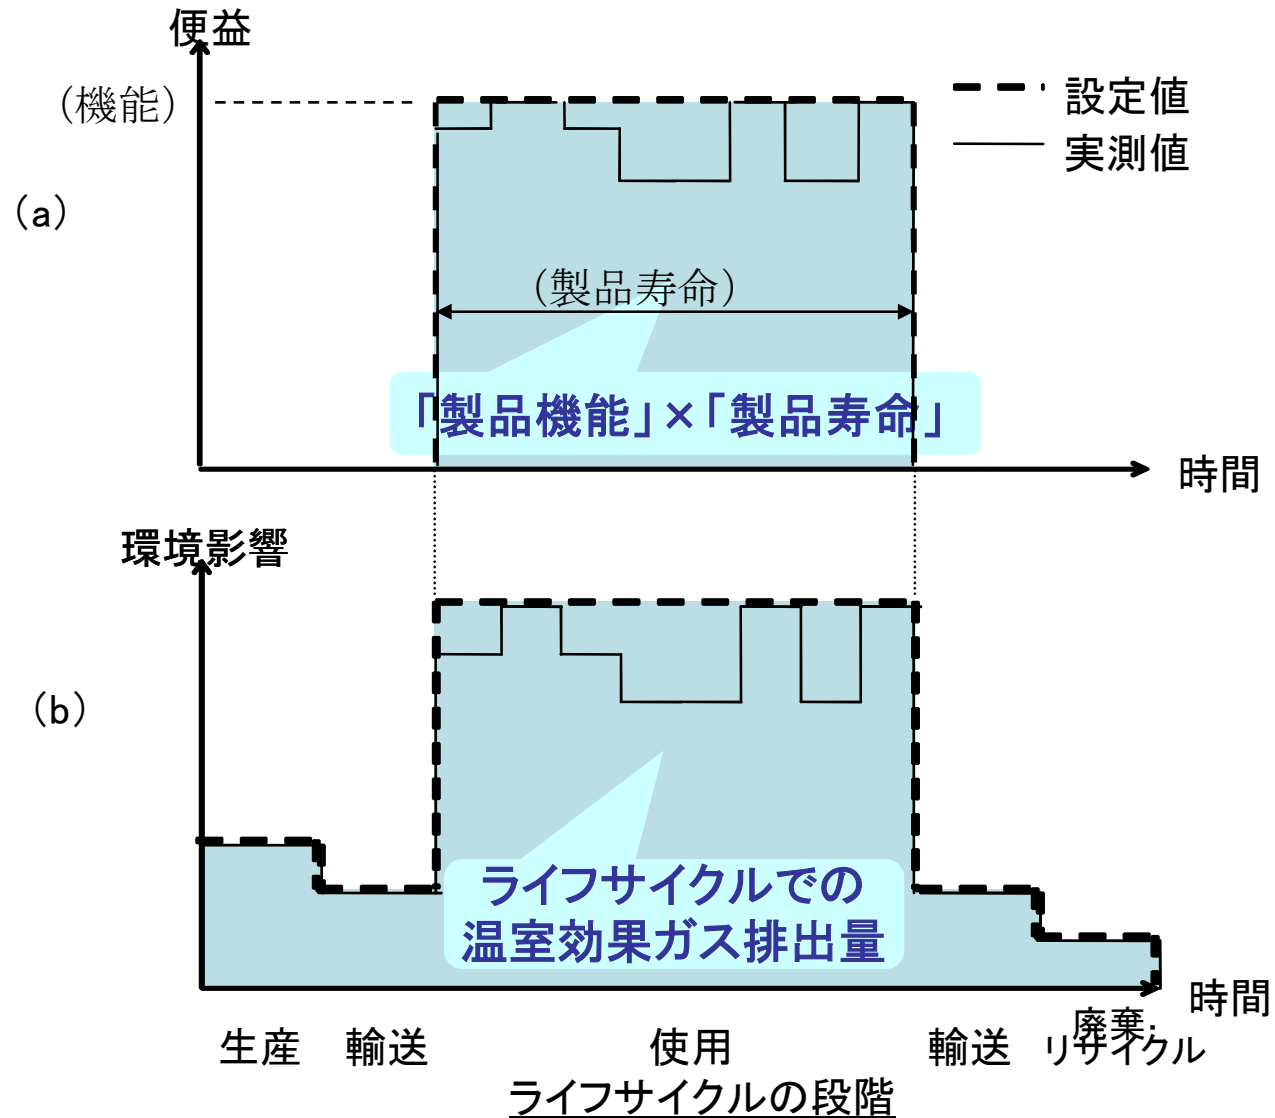 便益
(機能)
設定値
実測値
(a)
(製品寿命)
「製品機能」×「製品寿命」
時間
環境影響
(b)
ライフサイクルでの
温室効果ガス排出量
時間
生産
輸送
使用
輸送
廃棄・
リサイクル
ライフサイクルの段階